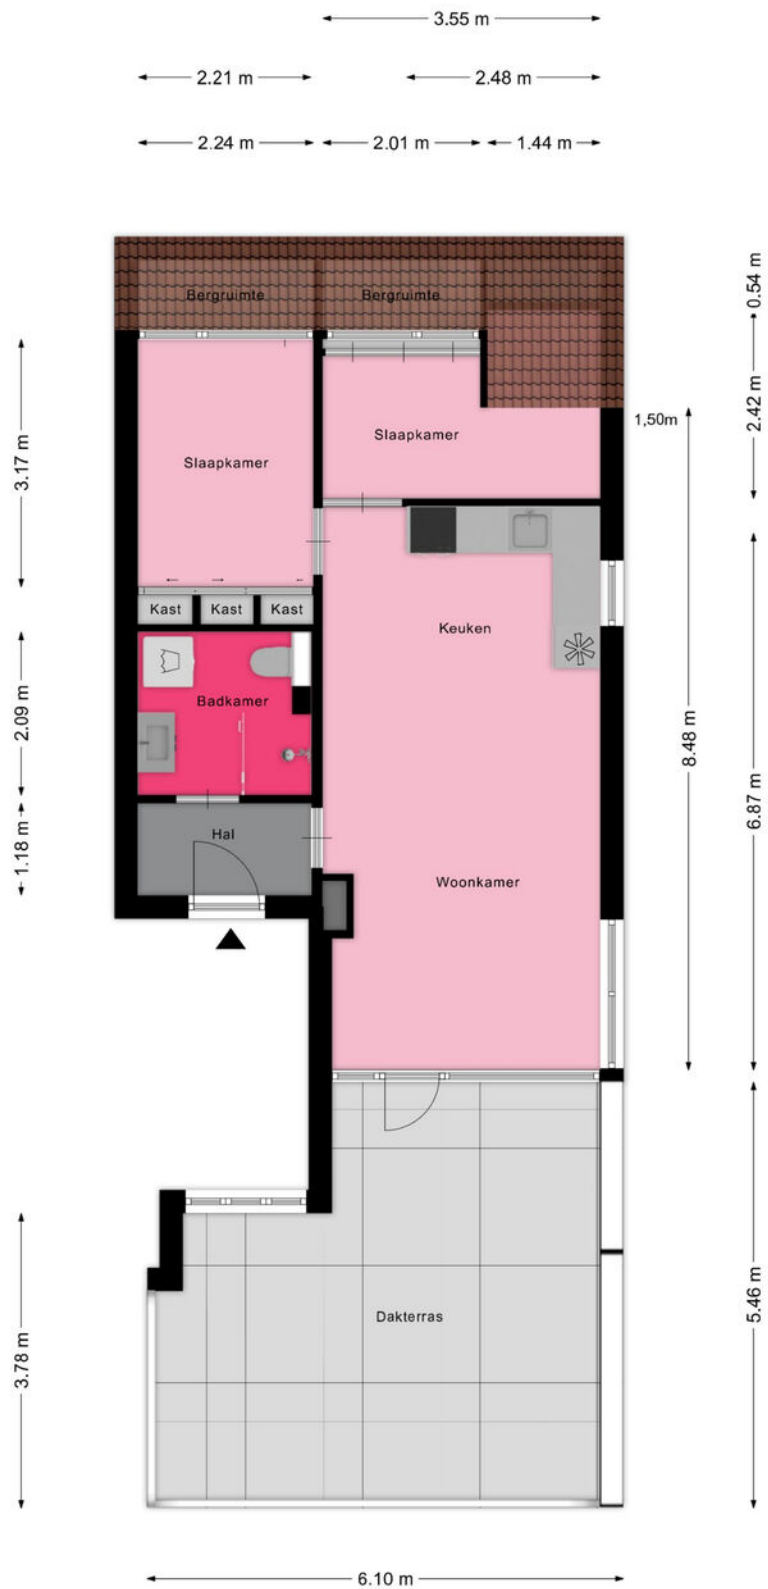 3.55 m
2.21 m
2.48 m
2.24 m
2.01 m
1.44 m
0.54 m
Bergruimte
Bergruimte
2.42 m
1,50m
Slaapkamer
Slaapkamer
3.17 m
Kast
Kast
Kast
Keuken
Badkamer
2.09 m
8.48 m
6.87 m
Hal
1.18 m
Woonkamer
Dakterras
5.46 m
3.78 m
6.10 m